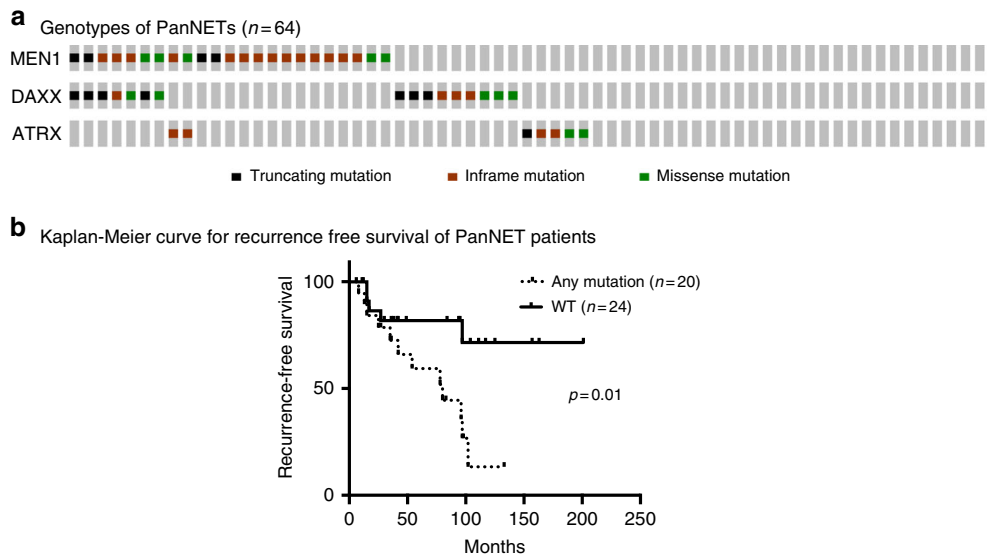 a Genotypes of PanNETs (n=64)
MEN1
DAXX
ATRX
Truncating mutation Inframe mutation Missense mutation
b Kaplan-Meier curve for recurrence free survival of PanNET patients
Recurrence-free survival
100
50
0
Any mutation (n=20)
WT (n=24)
p=0.01
0 50 100 150 200 250
Months